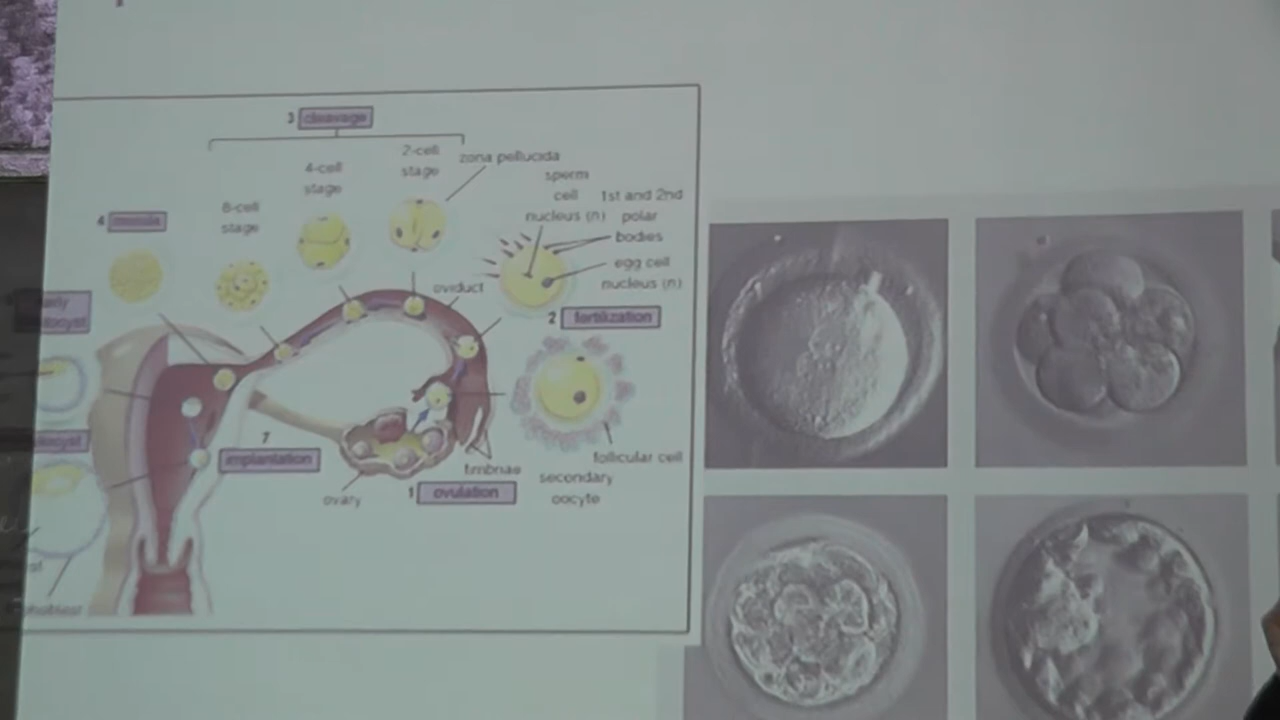 3 cleavage
2-cell
stage
zona pellucida
4-cell
stage
sperm
cell
nucleus (n)
1st and 2nd
polar
bodies
8-cell
stage
4 morula
egg cell
nucleus (n)
oviduct
2 fertilization
7
implantation
follicular cell
fimbriae
secondary
oocyte
ovary
1 ovulation